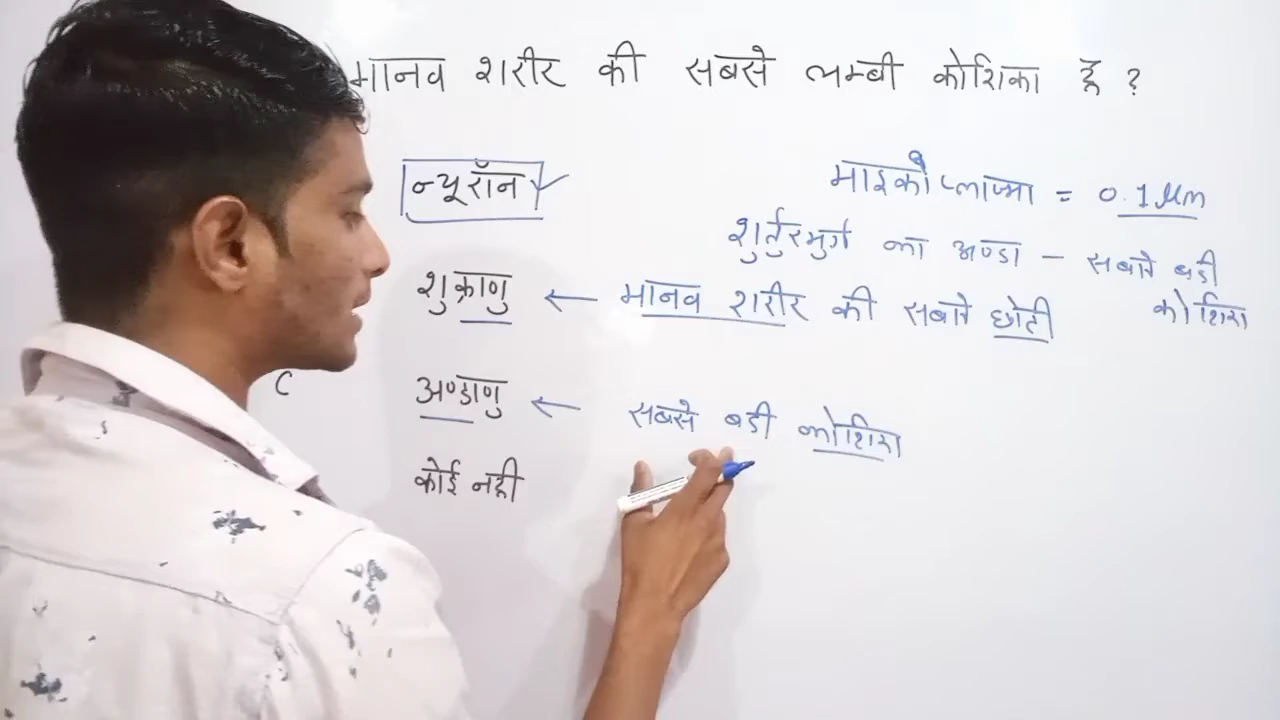 मानव शरीर की सबसे लम्बी कोशिका है ?
न्यूरॉन
माइकोप्लाज्मा = 0.1 μm
शुर्तुरमुर्ग का अण्डा - सबसे बडी
कोशिका
शुक्राणु ← मानव शरीर की सबसे छोटी
C अण्डाणु ← सबसे बडी कोशिका
कोई नही